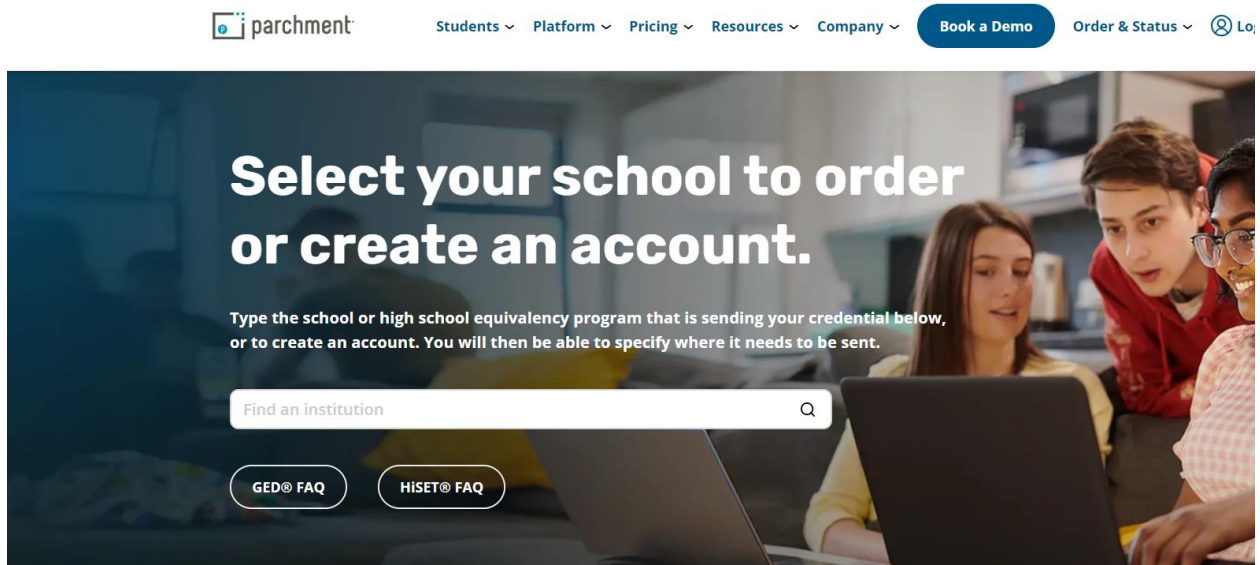 parchment
Students Platform Pricing Resources Company Book a Demo Order & Status
Select your school to order
or create an account.
Type the school or high school equivalency program that is sending your credential below,
or to create an account. You will then be able to specify where it needs to be sent.
Find an institution
GED® FAQ HiSET® FAQ